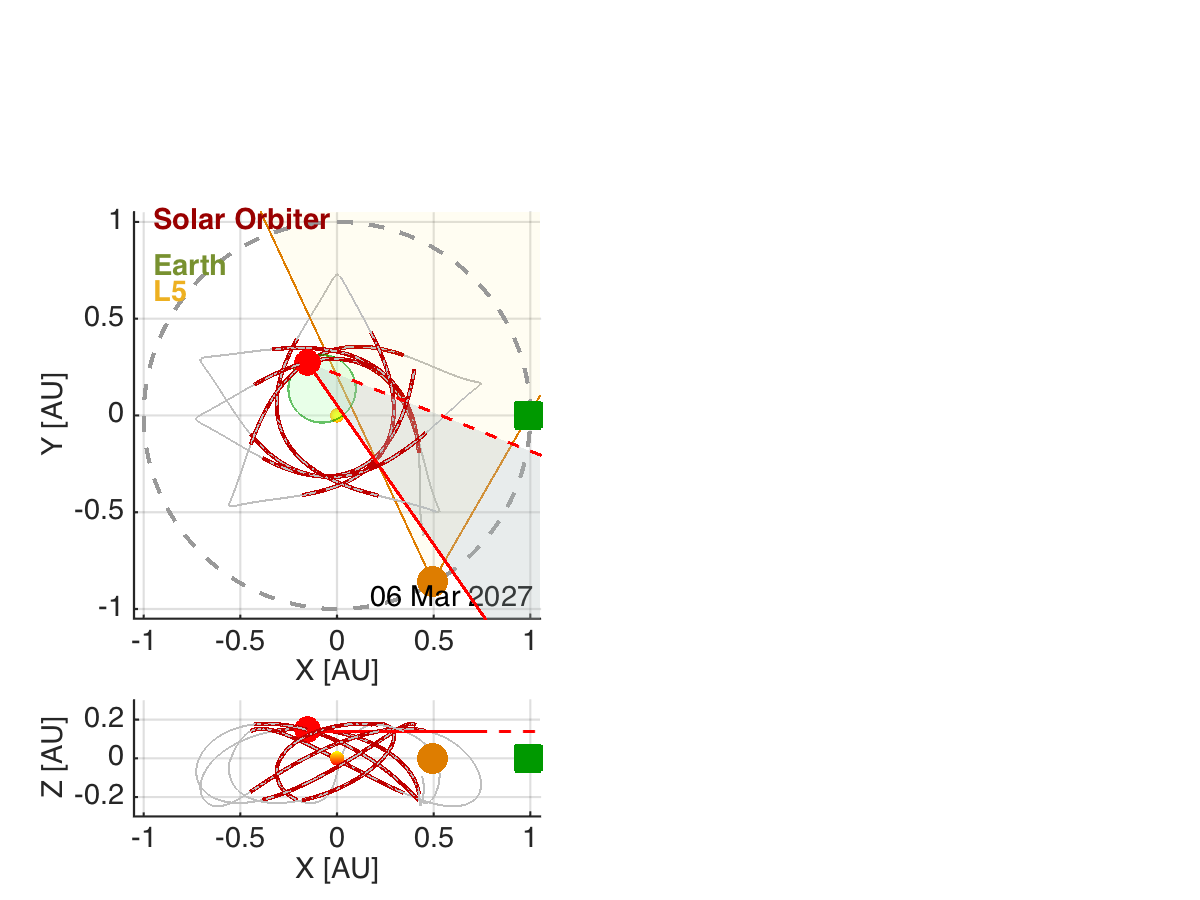 Solar Orbiter
Earth
L5
1
0.5
0
-0.5
-1
Y [AU]
06 Mar 2027
-1 -0.5 0 0.5 1
X [AU]
0.2
0
-0.2
Z [AU]
-1 -0.5 0 0.5 1
X [AU]